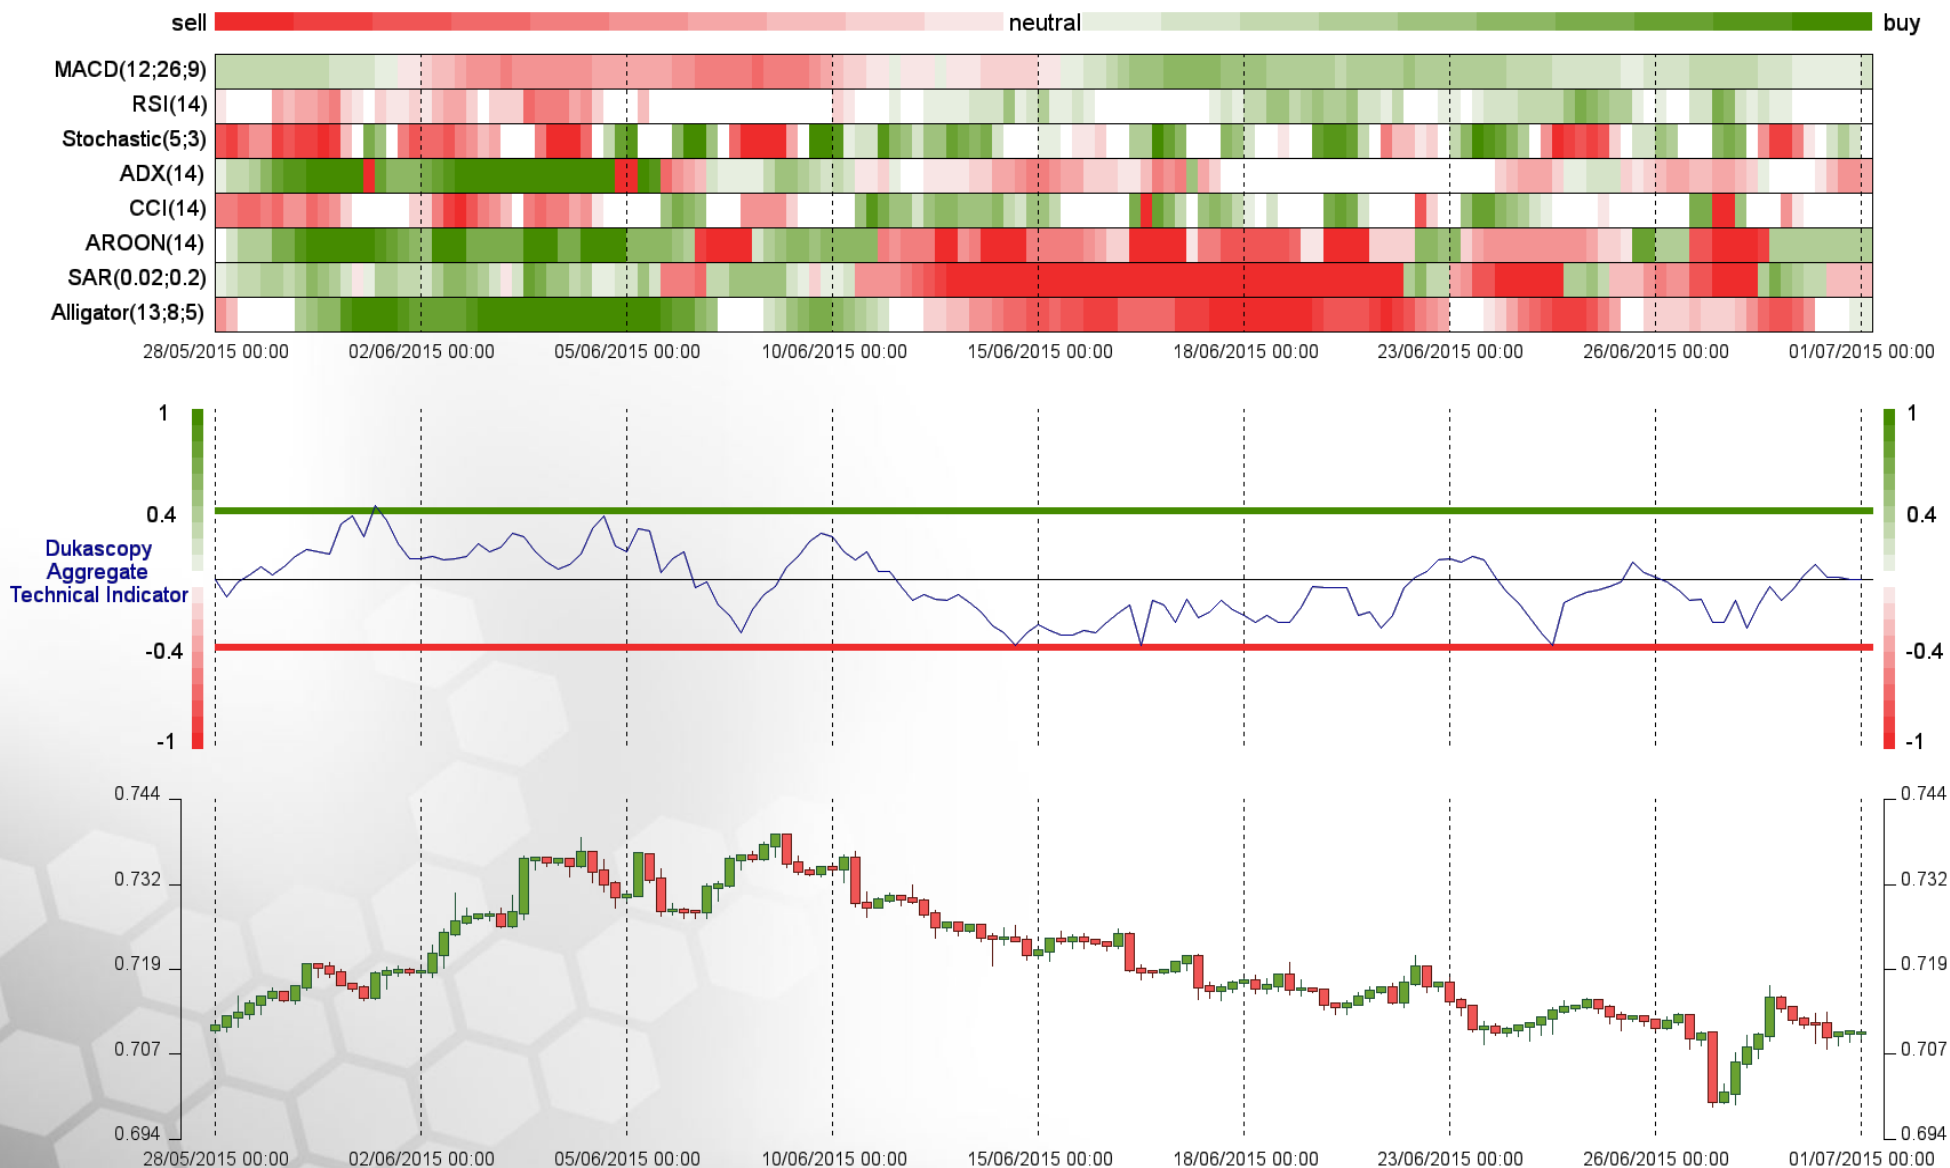 sell neutral buy
MACD(12;26;9)
RSI(14)
Stochastic(5;3)
ADX(14)
CCI(14)
AROON(14)
SAR(0.02;0.2)
Alligator(13;8;5)
28/05/2015 00:00 02/06/2015 00:00 05/06/2015 00:00 10/06/2015 00:00 15/06/2015 00:00 18/06/2015 00:00 23/06/2015 00:00 26/06/2015 00:00 01/07/2015 00:00
1 1
0.4 0.4
Dukascopy
Aggregate
Technical Indicator
-0.4 -0.4
-1 -1
0.744 0.744
0.732 0.732
0.719 0.719
0.707 0.707
0.694 0.694
28/05/2015 00:00 02/06/2015 00:00 05/06/2015 00:00 10/06/2015 00:00 15/06/2015 00:00 18/06/2015 00:00 23/06/2015 00:00 26/06/2015 00:00 01/07/2015 00:00